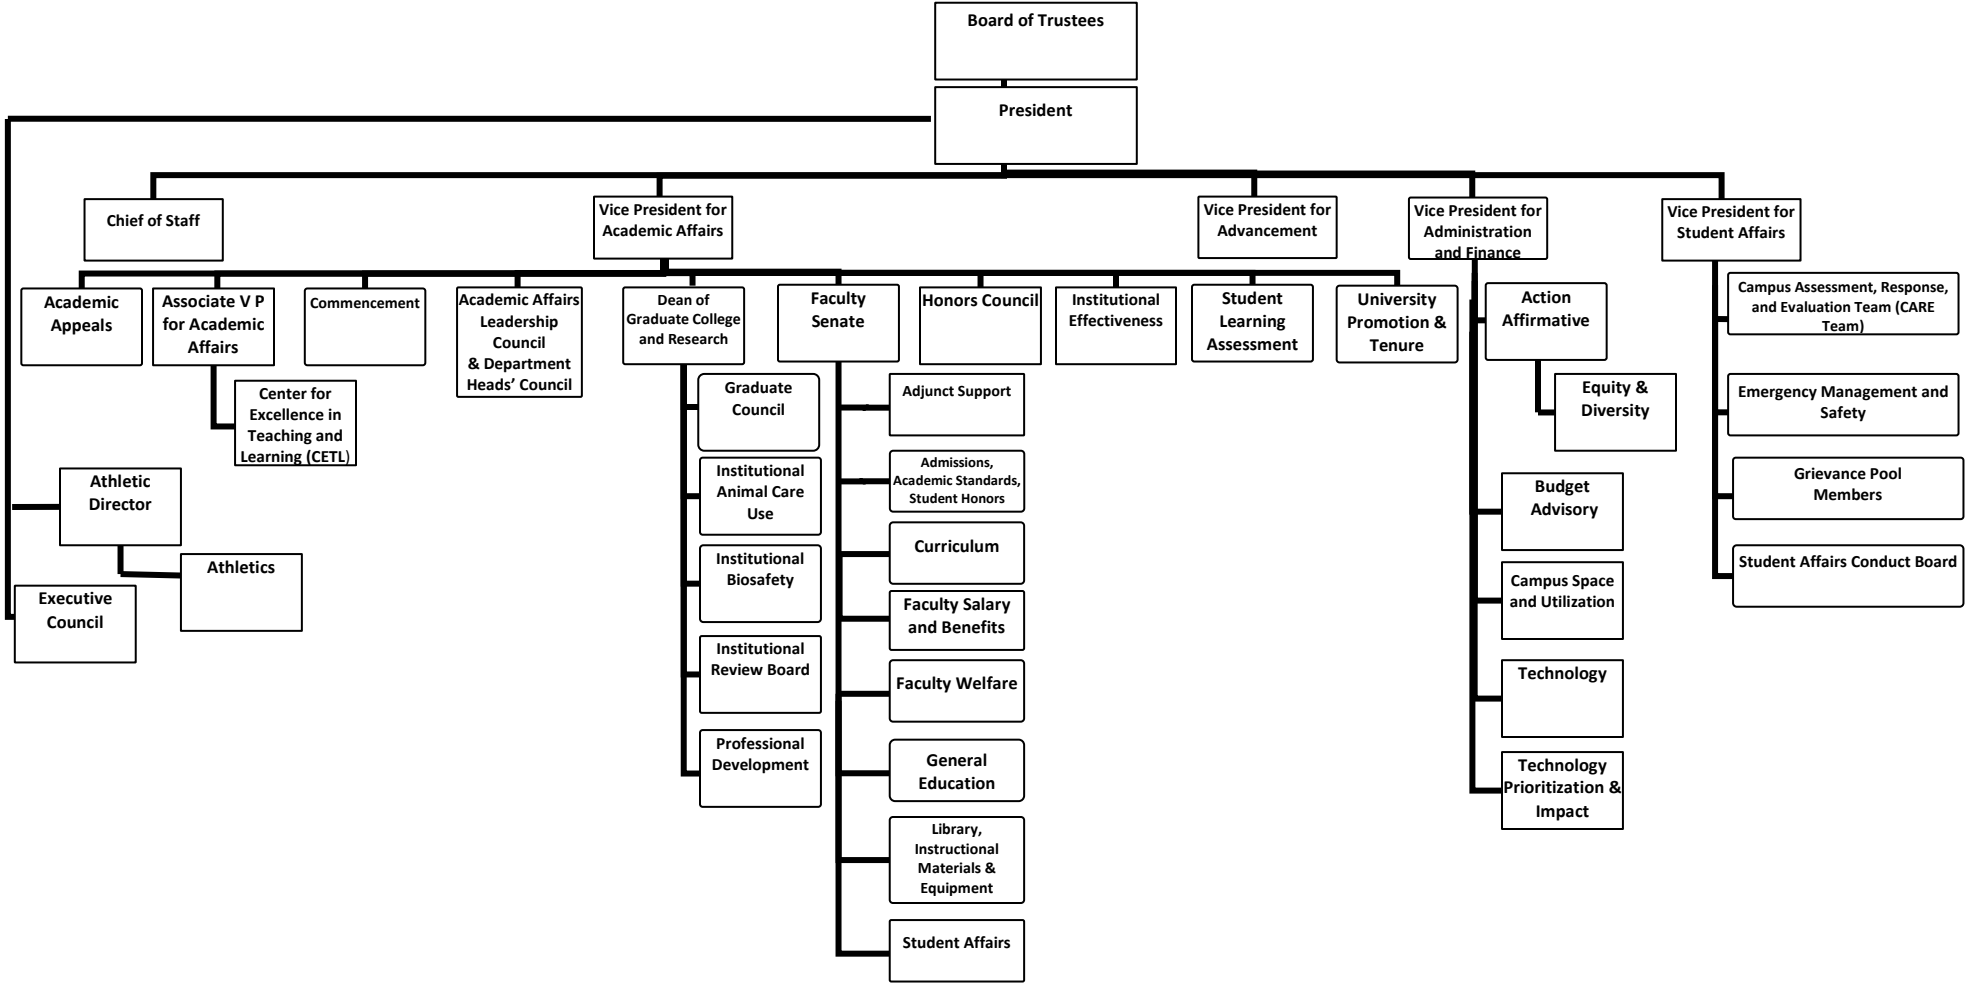 Board of Trustees
President
Chief of Staff
Vice President for
Academic Affairs
Vice President for
Advancement
Vice President for
Administration
and Finance
Vice President for
Student Affairs
Academic
Appeals
Associate V P
for Academic
Affairs
Commencement
Academic Affairs
Leadership
Council
& Department
Heads’ Council
Dean of
Graduate College
and Research
Faculty
Senate
Honors Council
Institutional
Effectiveness
Student
Learning
Assessment
University
Promotion &
Tenure
Action
Affirmative
Campus Assessment, Response,
and Evaluation Team (CARE
Team)
Center for
Excellence in
Teaching and
Learning (CETL)
Graduate
Council
Adjunct Support
Equity &
Diversity
Emergency Management and
Safety
Athletic
Director
Institutional
Animal Care
Use
Admissions,
Academic Standards,
Student Honors
Budget
Advisory
Grievance Pool
Members
Athletics
Institutional
Biosafety
Curriculum
Campus Space
and Utilization
Student Affairs Conduct Board
Executive
Council
Faculty Salary
and Benefits
Institutional
Review Board
Faculty Welfare
Technology
Professional
Development
General
Education
Technology
Prioritization &
Impact
Library,
Instructional
Materials &
Equipment
Student Affairs